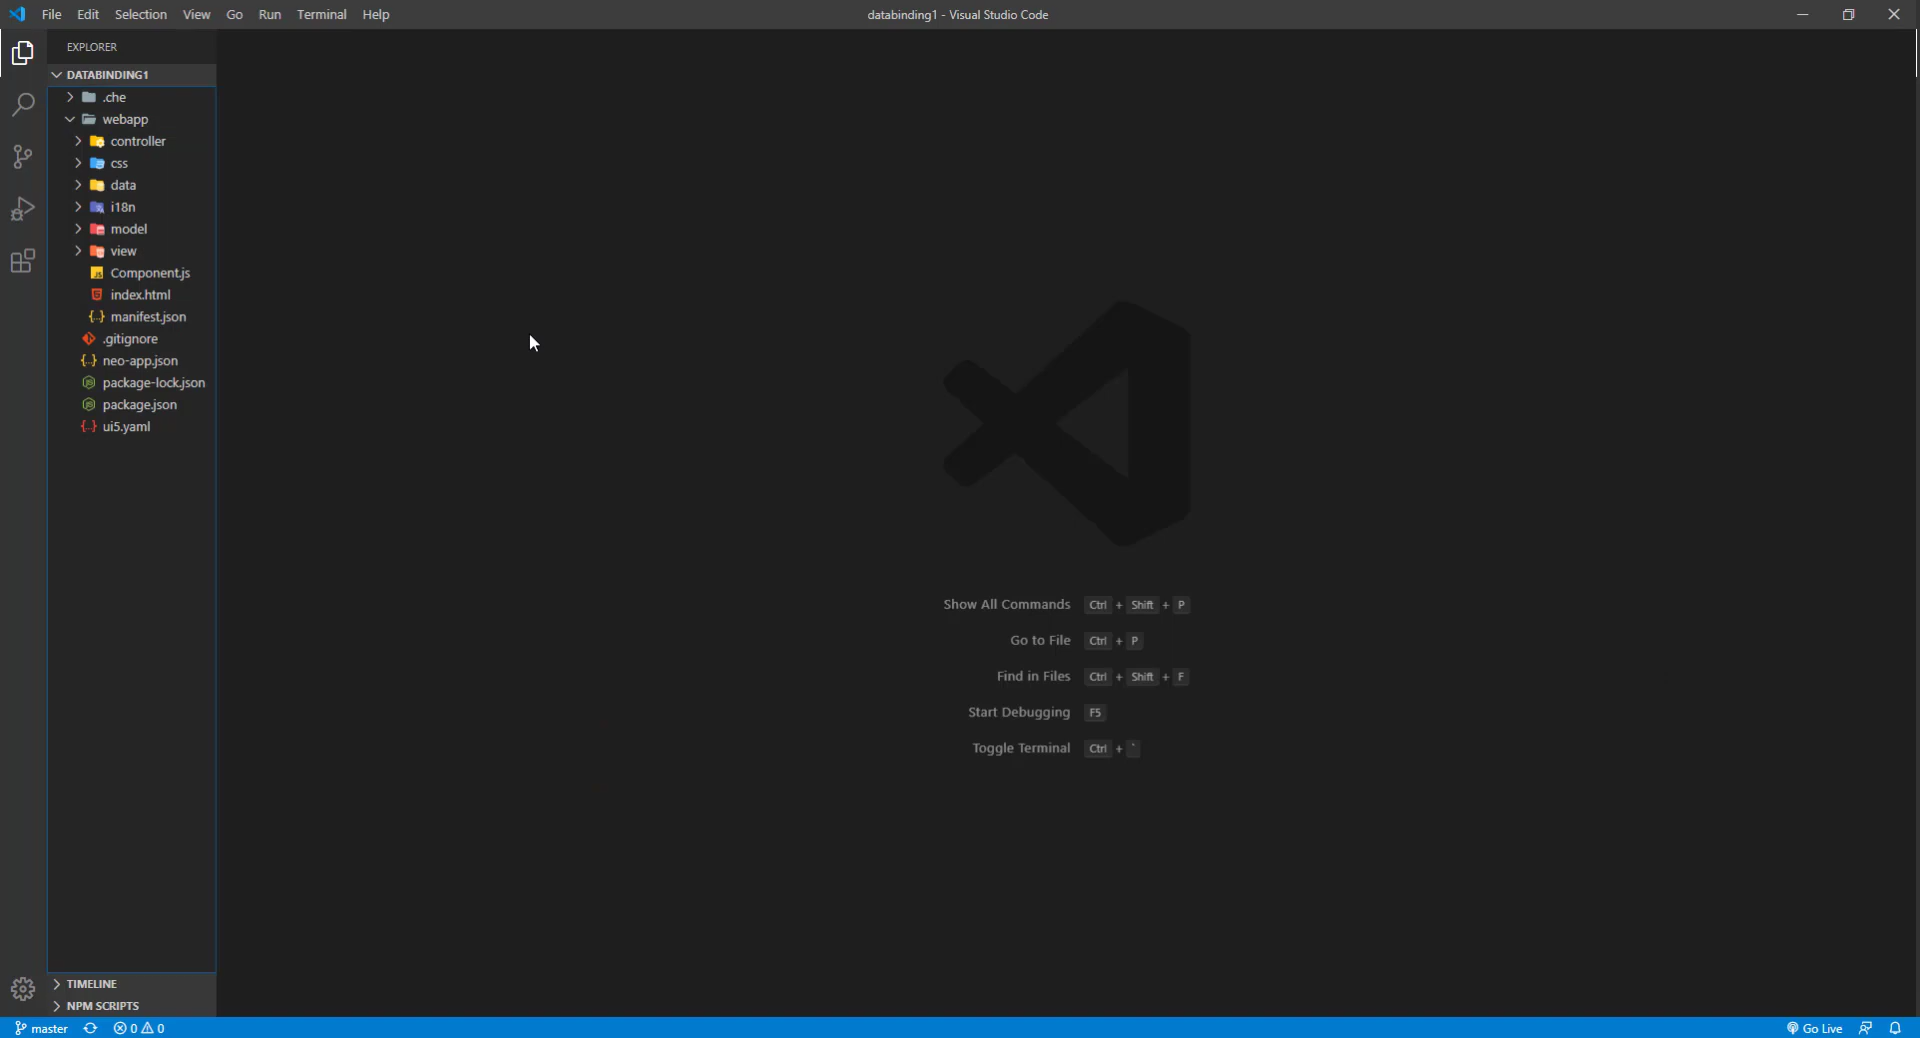 File Edit Selection View Go Run Terminal Help
databinding1 - Visual Studio Code
EXPLORER
DATABINDING1
.che
webapp
controller
css
data
i18n
model
view
Component.js
index.html
manifest.json
.gitignore
neo-app.json
package-lock.json
package.json
ui5.yaml
Show All Commands Ctrl + Shift + P
Go to File Ctrl + P
Find in Files Ctrl + Shift + F
Start Debugging F5
Toggle Terminal Ctrl + `
TIMELINE
NPM SCRIPTS
master 0 0 Go Live